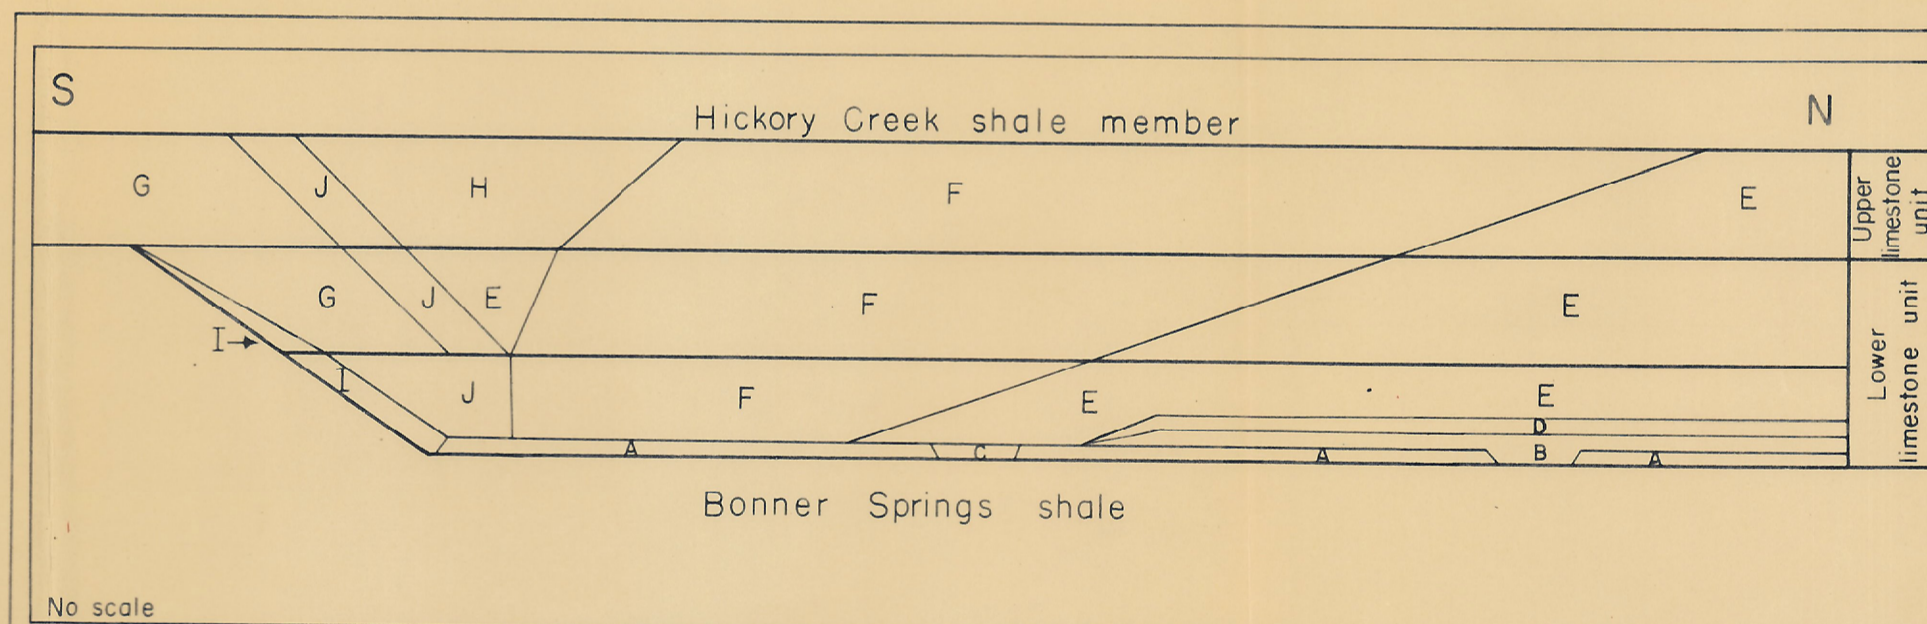 S
N
Hickory Creek shale member
G
J
H
F
E
Upper
limestone
unit
G
J
E
F
E
I
I
J
F
E
E
D
A
C
A
B
A
Lower
limestone unit
Bonner Springs shale
No scale